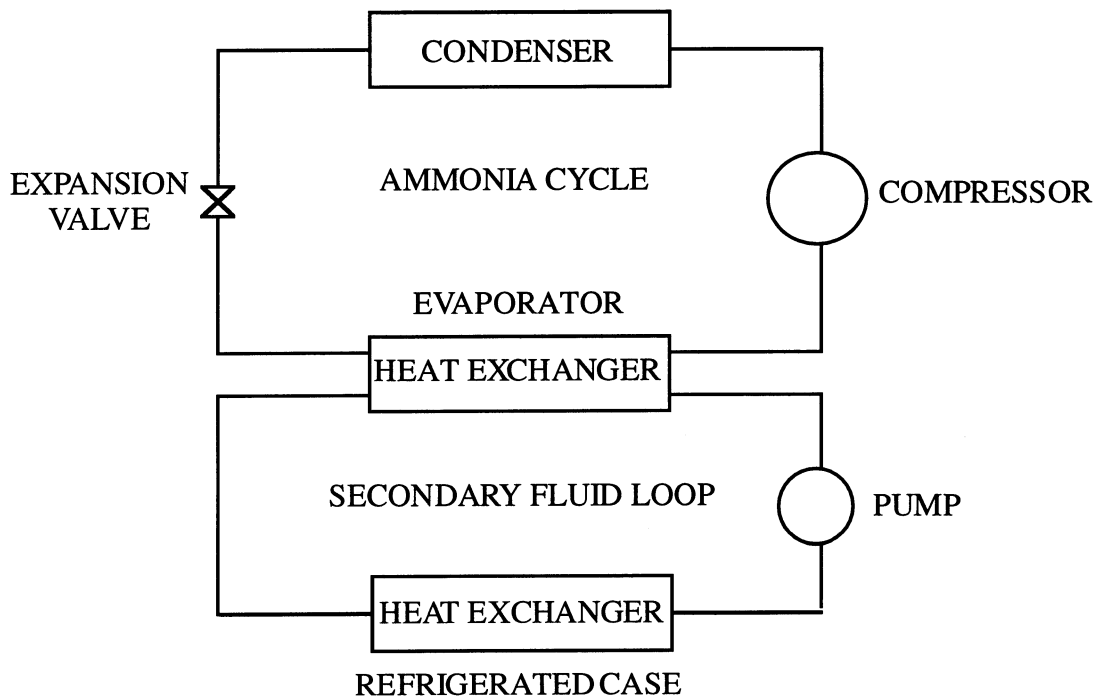 CONDENSER
EXPANSION
VALVE
AMMONIA CYCLE
COMPRESSOR
EVAPORATOR
HEAT EXCHANGER
SECONDARY FLUID LOOP
PUMP
HEAT EXCHANGER
REFRIGERATED CASE